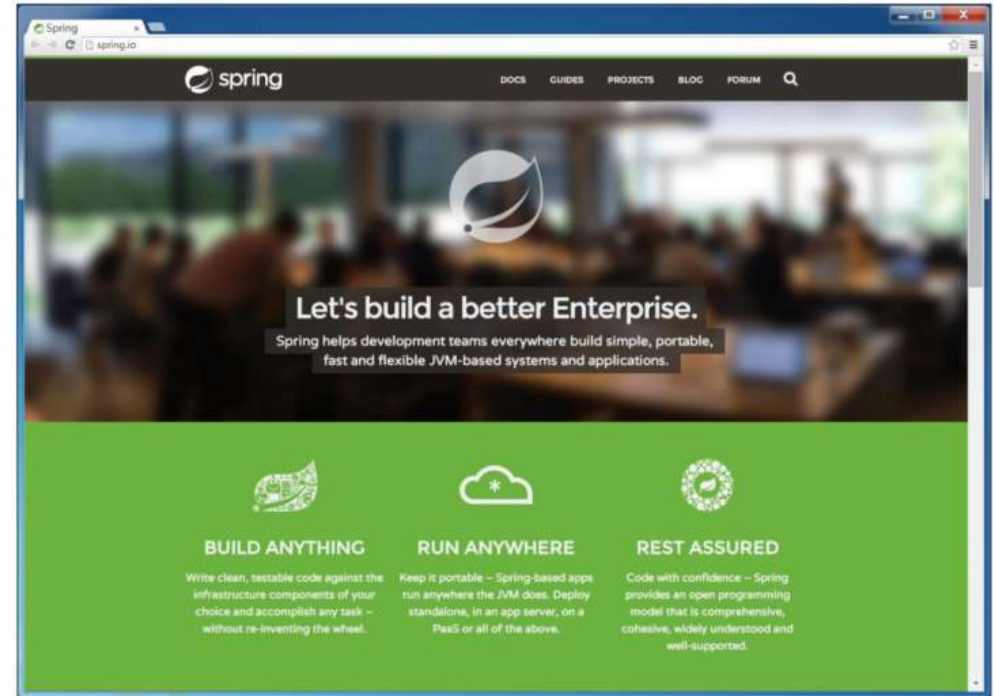 Spring
spring.io
spring
DOCS GUIDES PROJECTS BLOG FORUM
Let's build a better Enterprise.
Spring helps development teams everywhere build simple, portable,
fast and flexible JVM-based systems and applications.
BUILD ANYTHING
Write clean, testable code against the
infrastructure components of your
choice and accomplish any task –
without re-inventing the wheel.
RUN ANYWHERE
Keep it portable – Spring-based apps
run anywhere the JVM does. Deploy
standalone, in an app server, on a
PaaS or all of the above.
REST ASSURED
Code with confidence – Spring
provides an open programming
model that is comprehensive,
cohesive, widely understood and
well-supported.